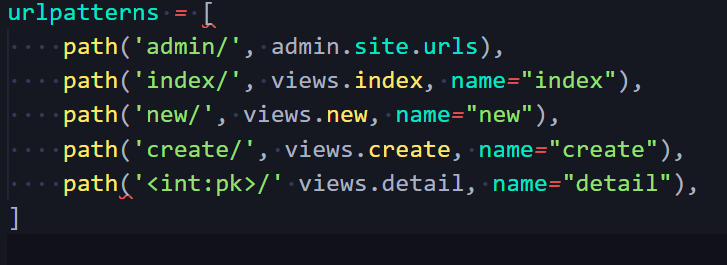 urlpatterns = [
    path('admin/', admin.site.urls),
    path('index/', views.index, name="index"),
    path('new/', views.new, name="new"),
    path('create/', views.create, name="create"),
    path('<int:pk>/' views.detail, name="detail"),
]